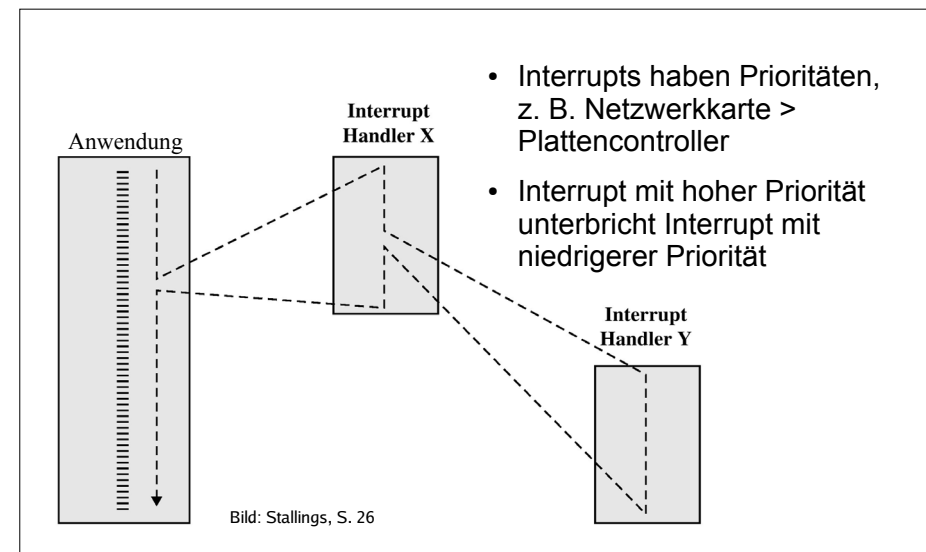 Anwendung
Interrupt
Handler X
• Interrupts haben Prioritäten,
z. B. Netzwerkkarte >
Plattencontroller
• Interrupt mit hoher Priorität
unterbricht Interrupt mit
niedrigerer Priorität
Interrupt
Handler Y
Bild: Stallings, S. 26